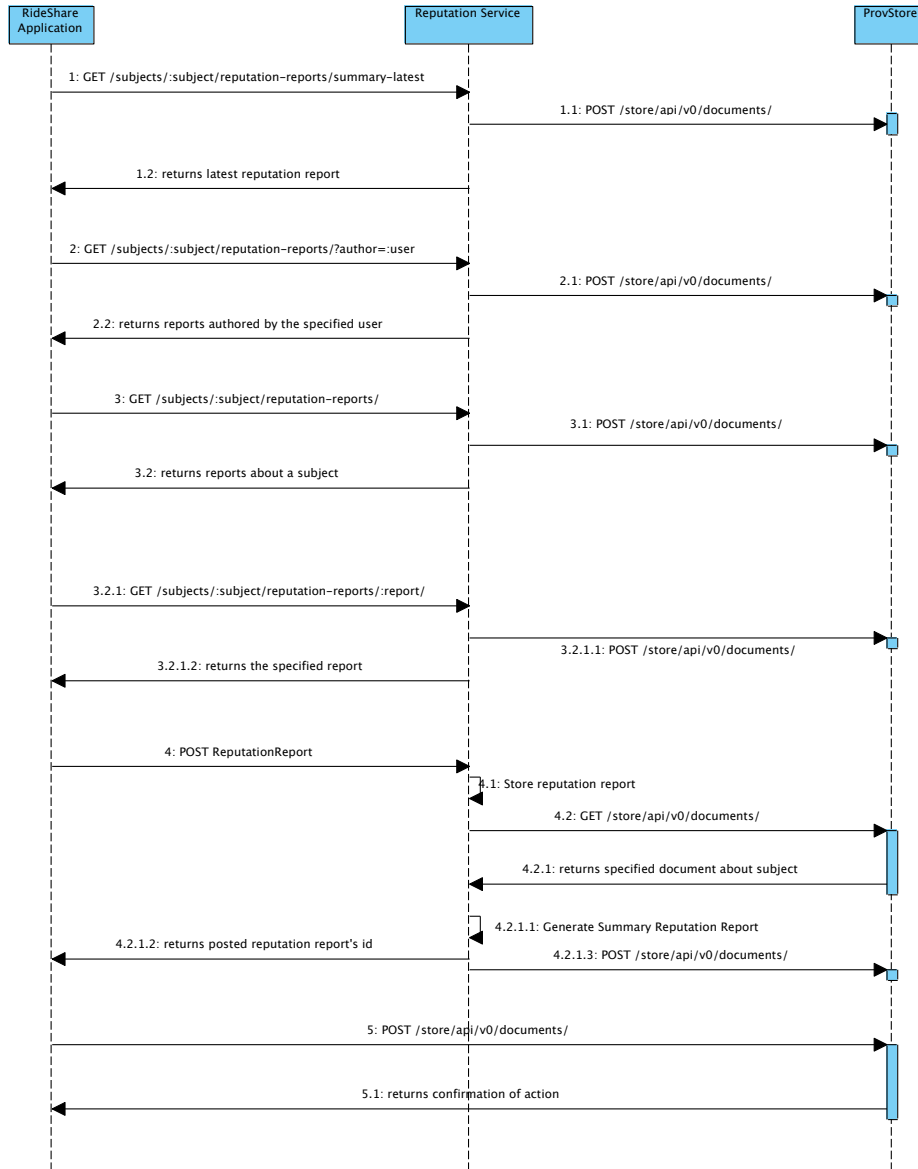 RideShare
Application
Reputation Service
ProvStore
1: GET /subjects/:subject/reputation-reports/summary-latest
1.1: POST /store/api/v0/documents/
1.2: returns latest reputation report
2: GET /subjects/:subject/reputation-reports/?author=:user
2.1: POST /store/api/v0/documents/
2.2: returns reports authored by the specified user
3: GET /subjects/:subject/reputation-reports/
3.1: POST /store/api/v0/documents/
3.2: returns reports about a subject
3.2.1: GET /subjects/:subject/reputation-reports/:report/
3.2.1.1: POST /store/api/v0/documents/
3.2.1.2: returns the specified report
4: POST ReputationReport
4.1: Store reputation report
4.2: GET /store/api/v0/documents/
4.2.1: returns specified document about subject
4.2.1.1: Generate Summary Reputation Report
4.2.1.2: returns posted reputation report's id
4.2.1.3: POST /store/api/v0/documents/
5: POST /store/api/v0/documents/
5.1: returns confirmation of action